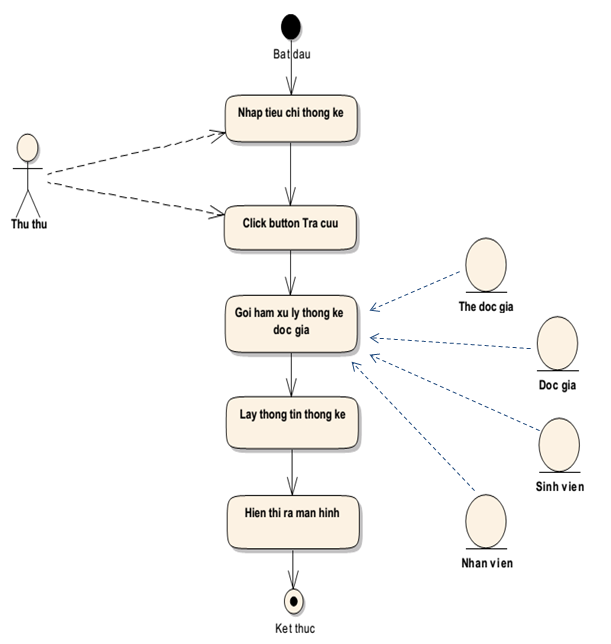 Bat dau
Nhap tieu chi thong ke
Thu thu
Click button Tra cuu
The doc gia
Goi ham xu ly thong ke
doc gia
Doc gia
Lay thong tin thong ke
Sinh vien
Hien thi ra man hinh
Nhan vien
Ket thuc